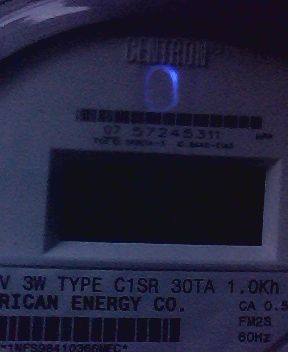 CENTRON
07 57245311
V 3W TYPE C1SR 30TA 1.0Kh
RICAN ENERGY CO. CA 0.5
FM2S
60Hz